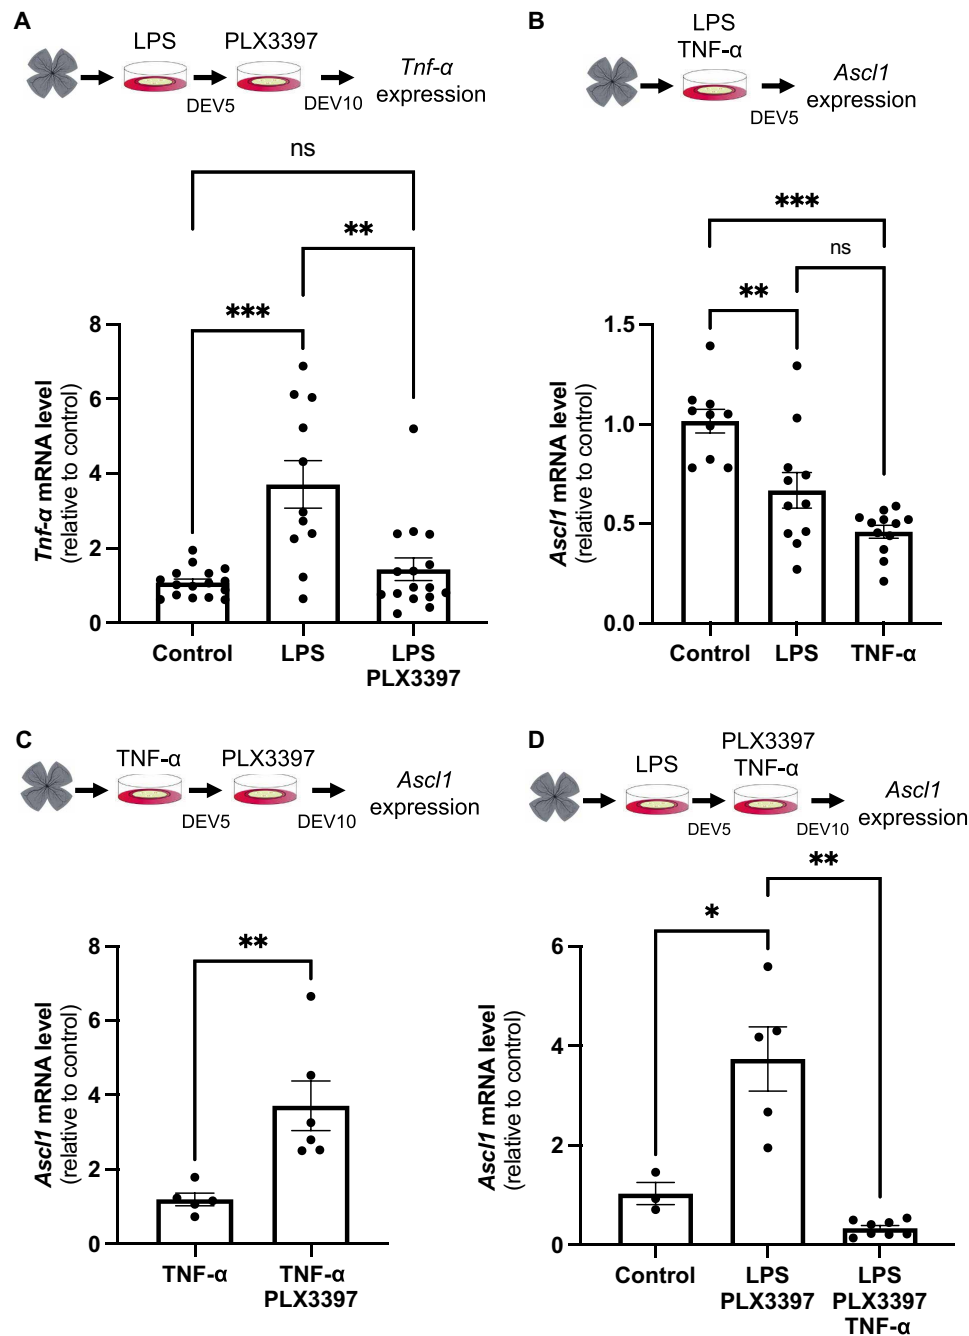 A
LPS
PLX3397
DEV5
DEV10
Tnf-α
expression
ns
**
***
8
6
4
2
0
Tnf-α mRNA level
(relative to control)
Control
LPS
LPS
PLX3397
B
LPS
TNF-α
DEV5
Ascl1
expression
***
ns
**
1.5
1.0
0.5
0.0
Ascl1 mRNA level
(relative to control)
Control
LPS
TNF-α
C
TNF-α
PLX3397
DEV5
DEV10
Ascl1
expression
**
8
6
4
2
0
Ascl1 mRNA level
(relative to control)
TNF-α
TNF-α
PLX3397
D
LPS
PLX3397
TNF-α
DEV5
DEV10
Ascl1
expression
**
*
6
4
2
0
Ascl1 mRNA level
(relative to control)
Control
LPS
PLX3397
LPS
PLX3397
TNF-α